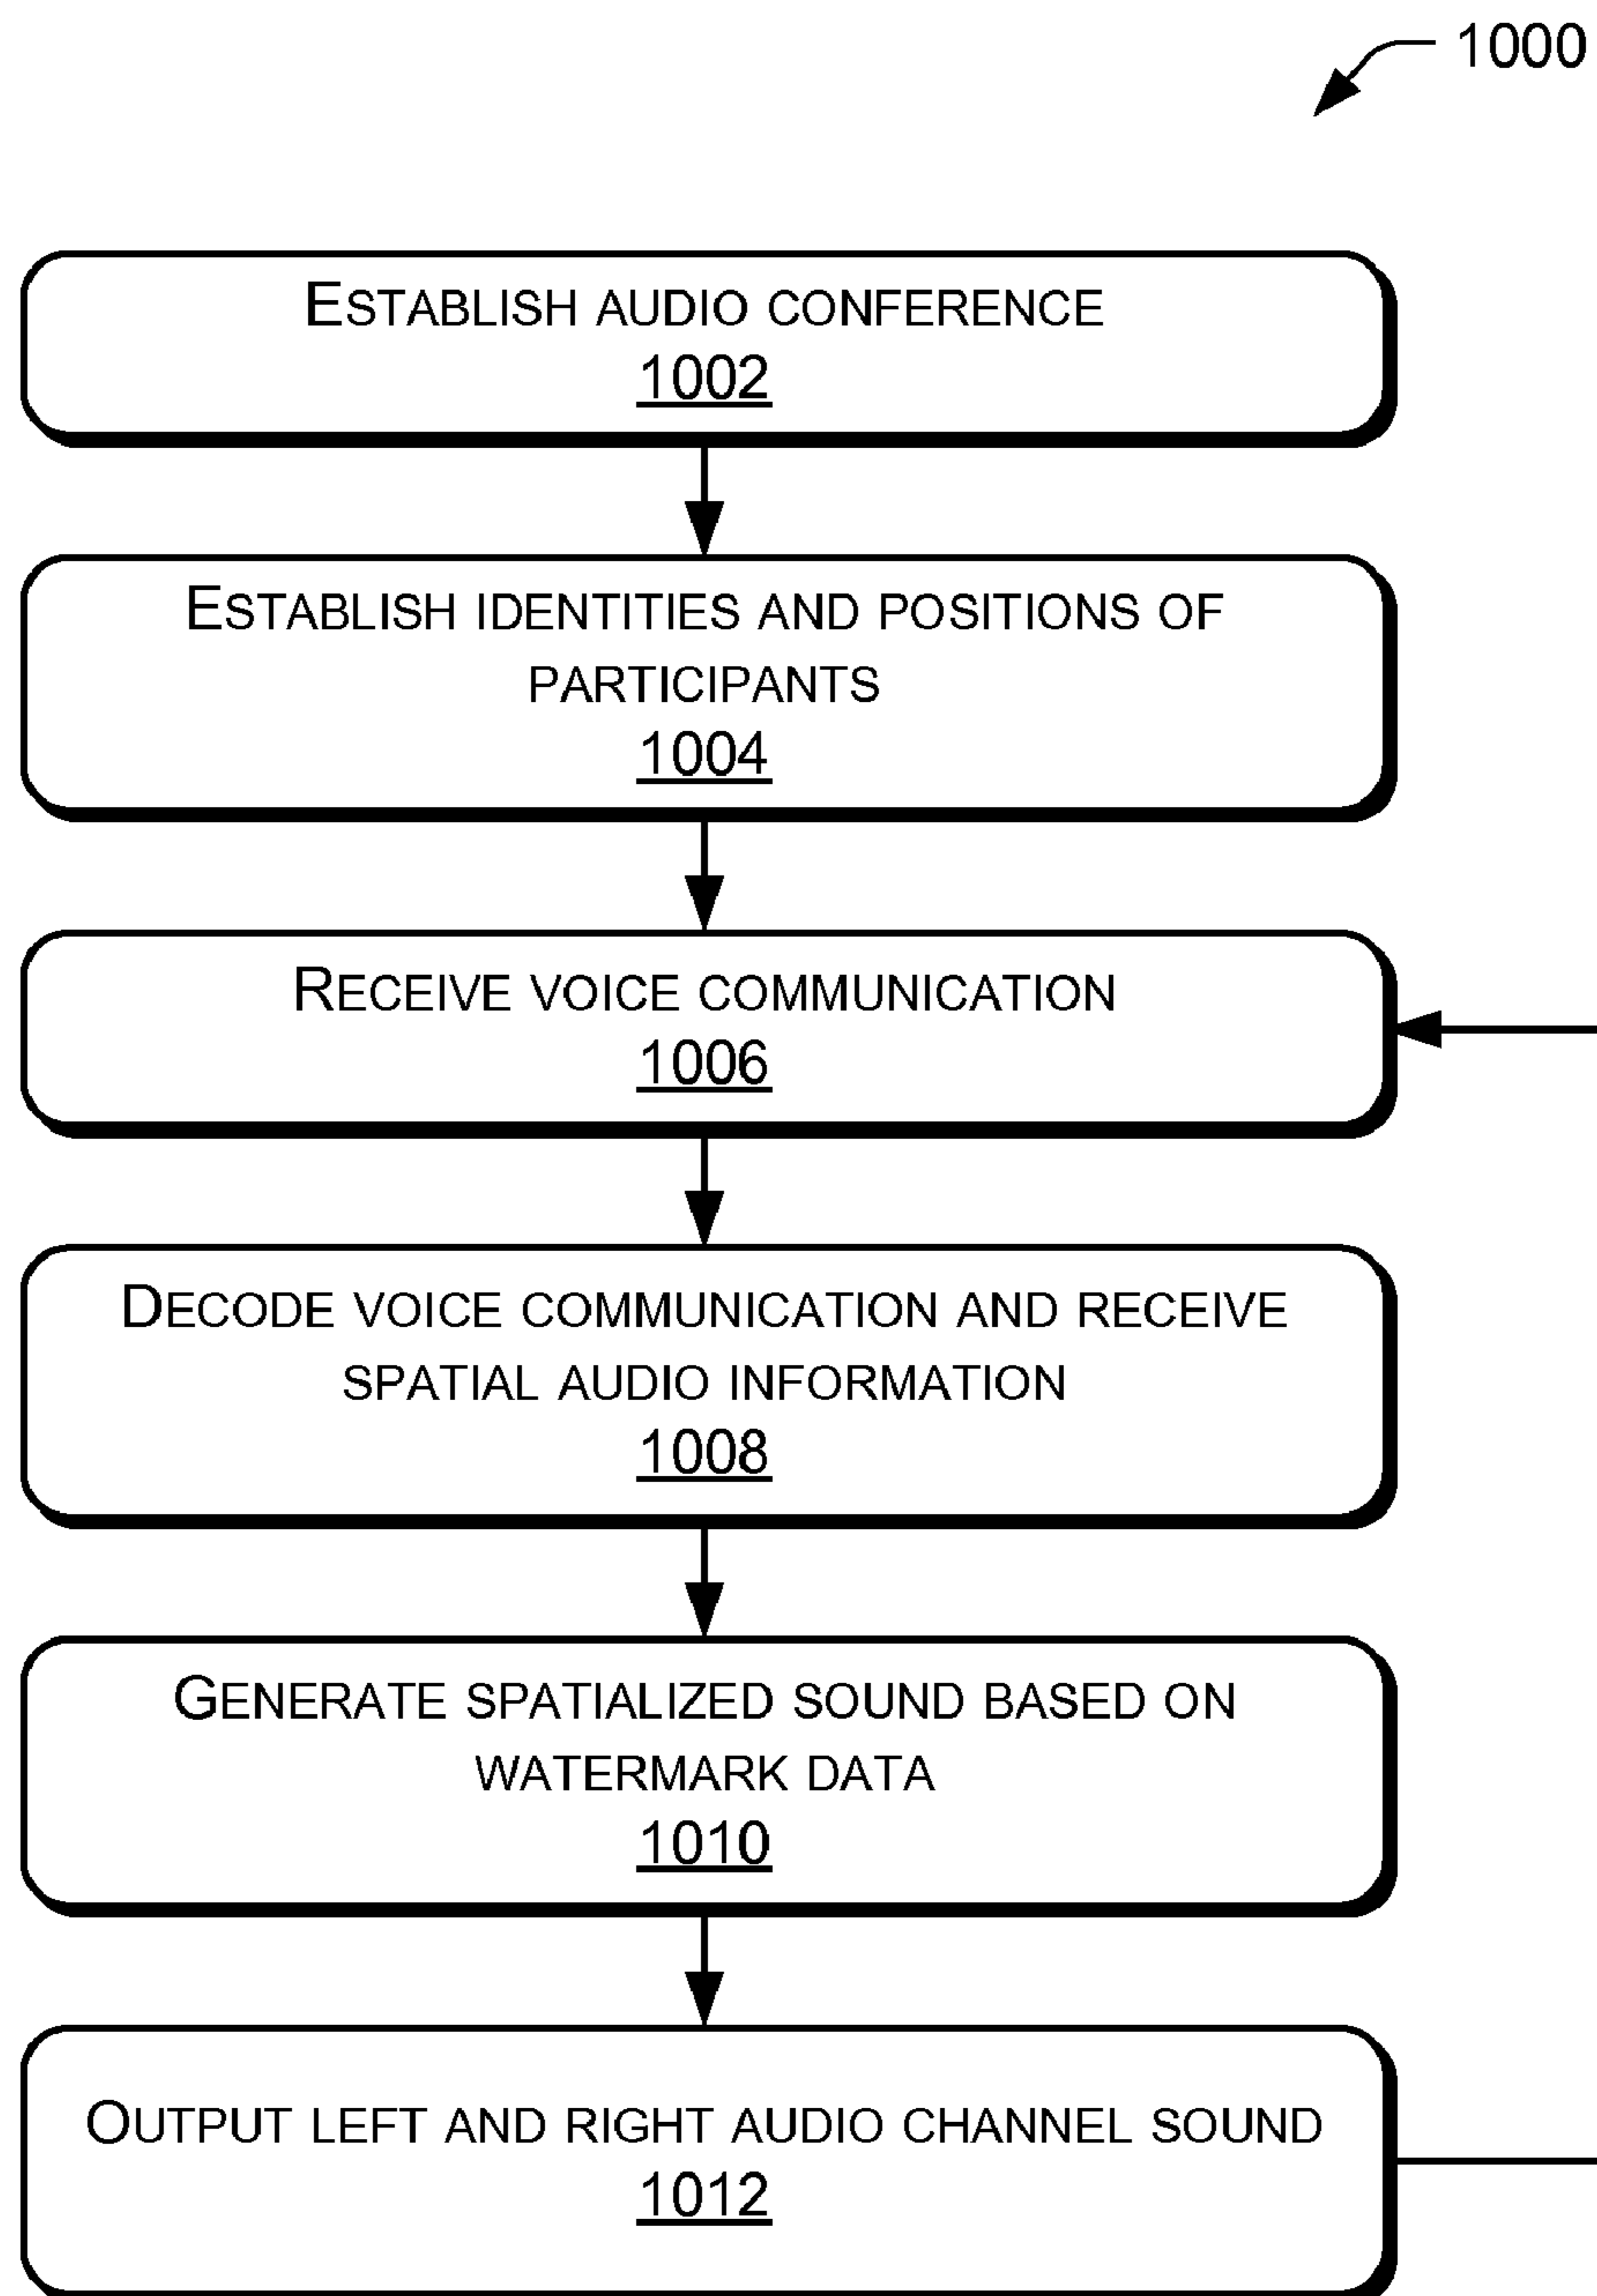 1000
ESTABLISH AUDIO CONFERENCE
1002
ESTABLISH IDENTITIES AND POSITIONS OF
PARTICIPANTS
1004
RECEIVE VOICE COMMUNICATION
1006
DECODE VOICE COMMUNICATION AND RECEIVE
SPATIAL AUDIO INFORMATION
1008
GENERATE SPATIALIZED SOUND BASED ON
WATERMARK DATA
1010
OUTPUT LEFT AND RIGHT AUDIO CHANNEL SOUND
1012